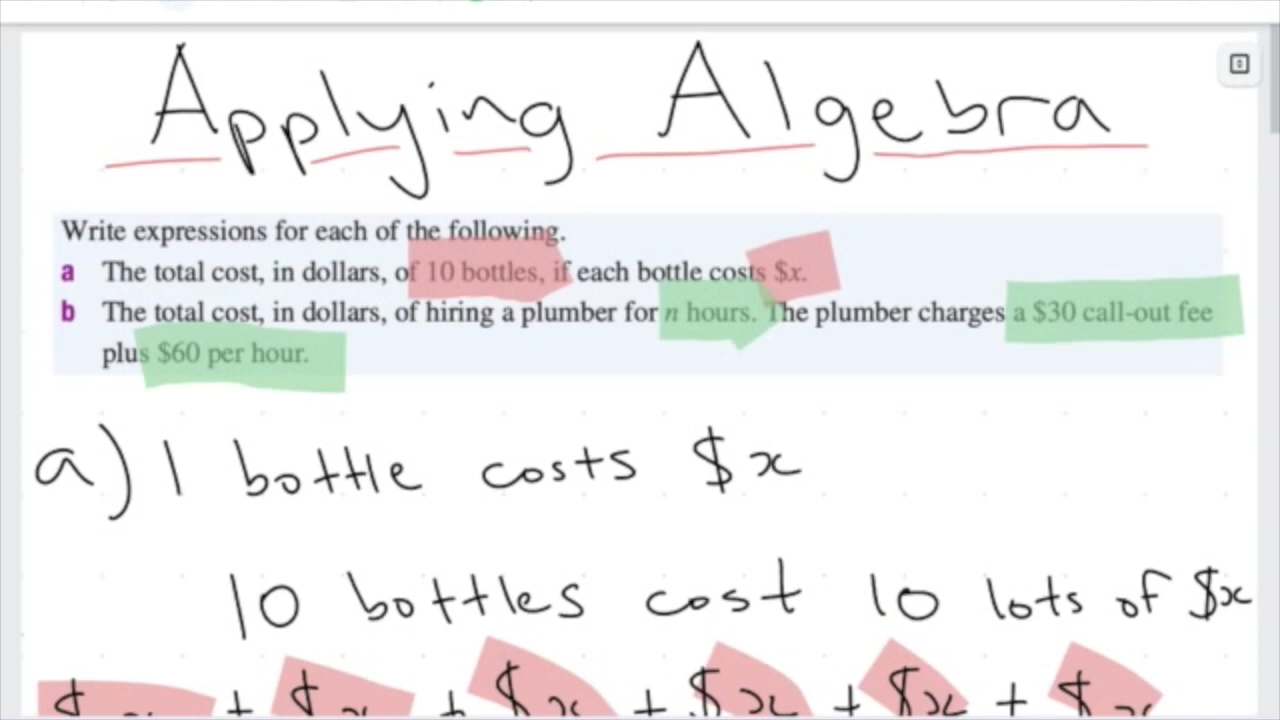 Applying Algebra
Write expressions for each of the following.
a The total cost, in dollars, of 10 bottles, if each bottle costs $x.
b The total cost, in dollars, of hiring a plumber for n hours. The plumber charges a $30 call-out fee
plus $60 per hour.
a) 1 bottle costs $x
10 bottles cost 10 lots of $x
$x + $x + $x + $x + $x + $x